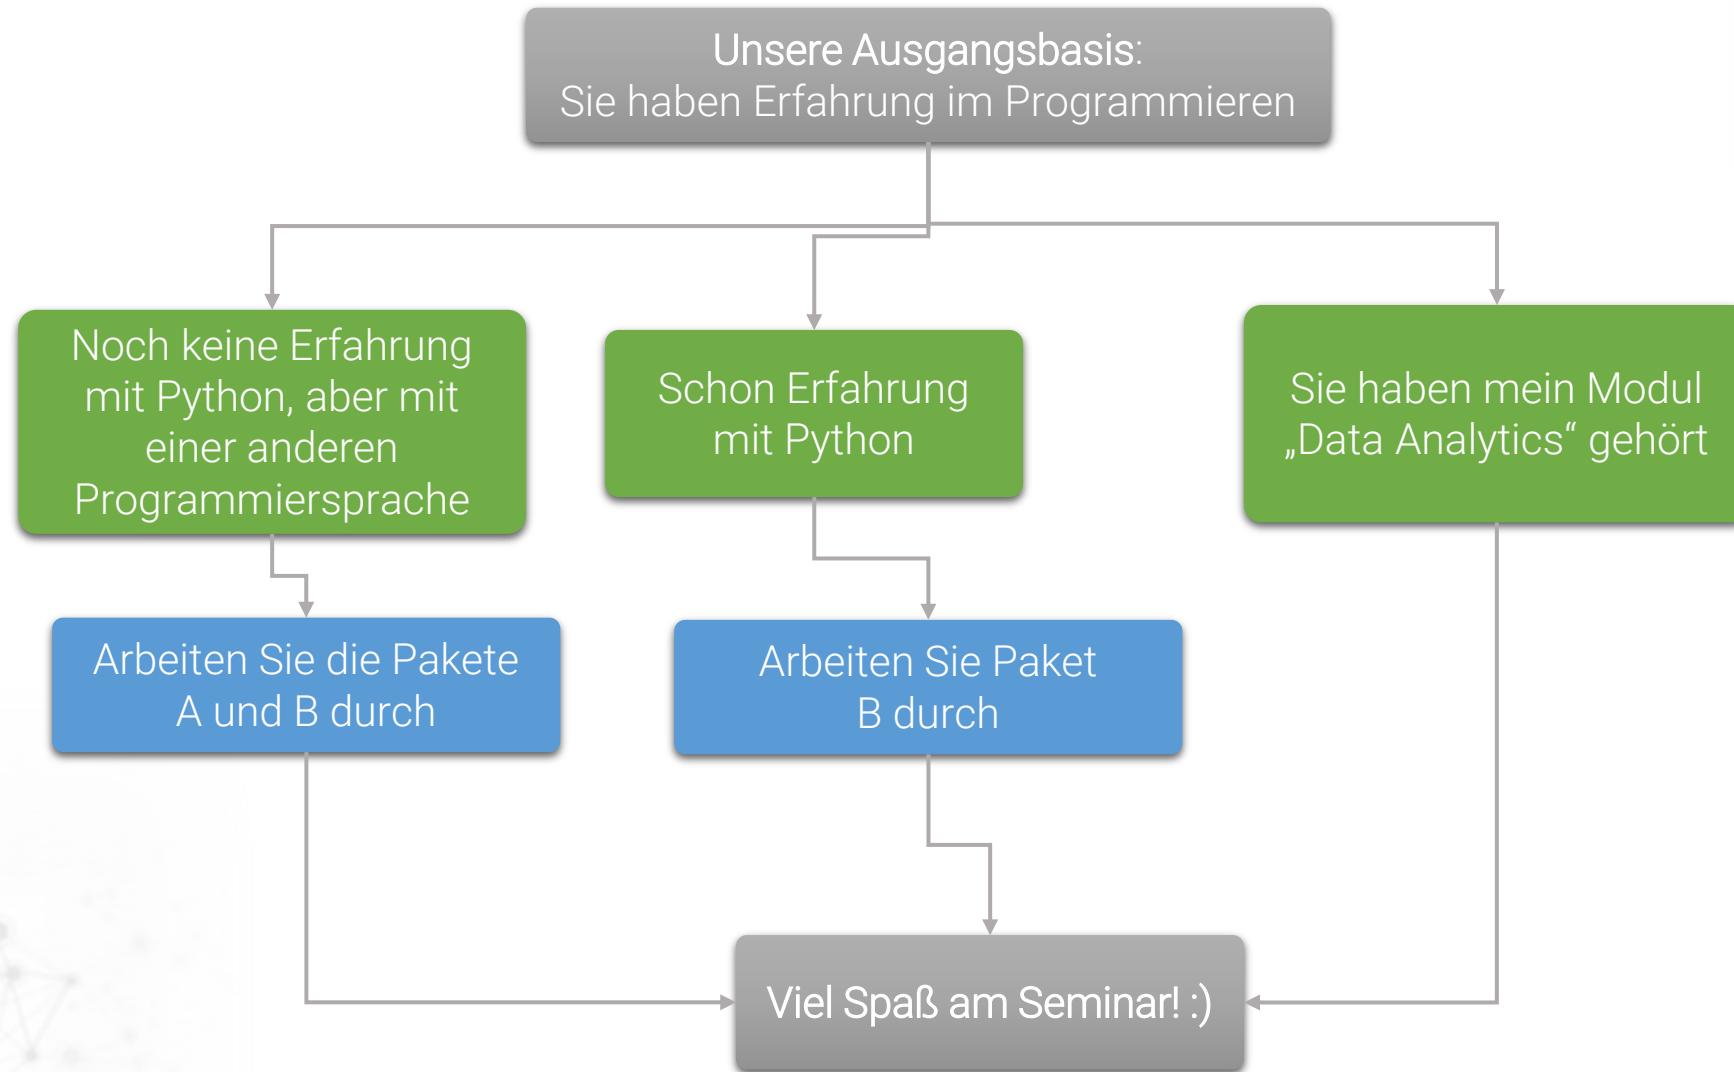 Unsere Ausgangsbasis:
Sie haben Erfahrung im Programmieren
Noch keine Erfahrung
mit Python, aber mit
einer anderen
Programmiersprache
Schon Erfahrung
mit Python
Sie haben mein Modul
„Data Analytics“ gehört
Arbeiten Sie die Pakete
A und B durch
Arbeiten Sie Paket
B durch
Viel Spaß am Seminar! :)